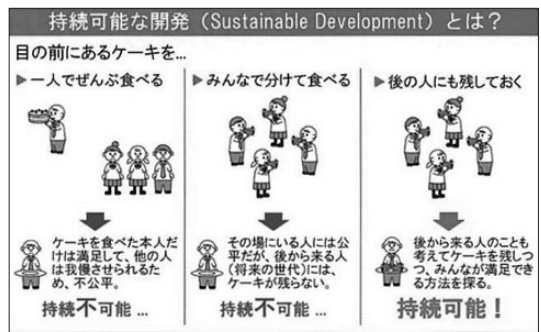 持続可能な開発（Sustainable Development）とは？
目の前にあるケーキを...
▶一人でぜんぶ食べる
ケーキを食べた本人だ
けは満足して、他の人
は我慢させられるた
め、不公平。
持続不可能 ...
▶みんなで分けて食べる
その場にいる人には公
平だが、後から来る人
（将来の世代）には、
ケーキが残らない。
持続不可能 ...
▶後の人にも残しておく
後から来る人のことも
考えてケーキを残しつ
つ、みんなが満足でき
る方法を探る。
持続可能！